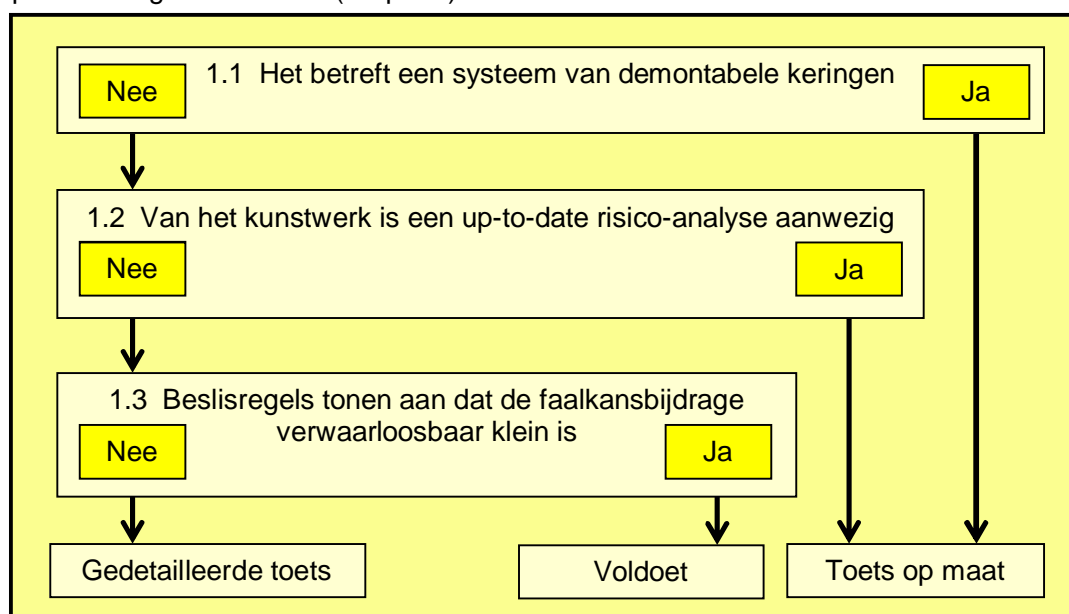 1.1 Het betreft een systeem van demontabele keringen
Nee
Ja
1.2 Van het kunstwerk is een up-to-date risico-analyse aanwezig
Nee
Ja
1.3 Beslisregels tonen aan dat de faalkansbijdrage
verwaarloosbaar klein is
Nee
Ja
Gedetailleerde toets
Voldoet
Toets op maat